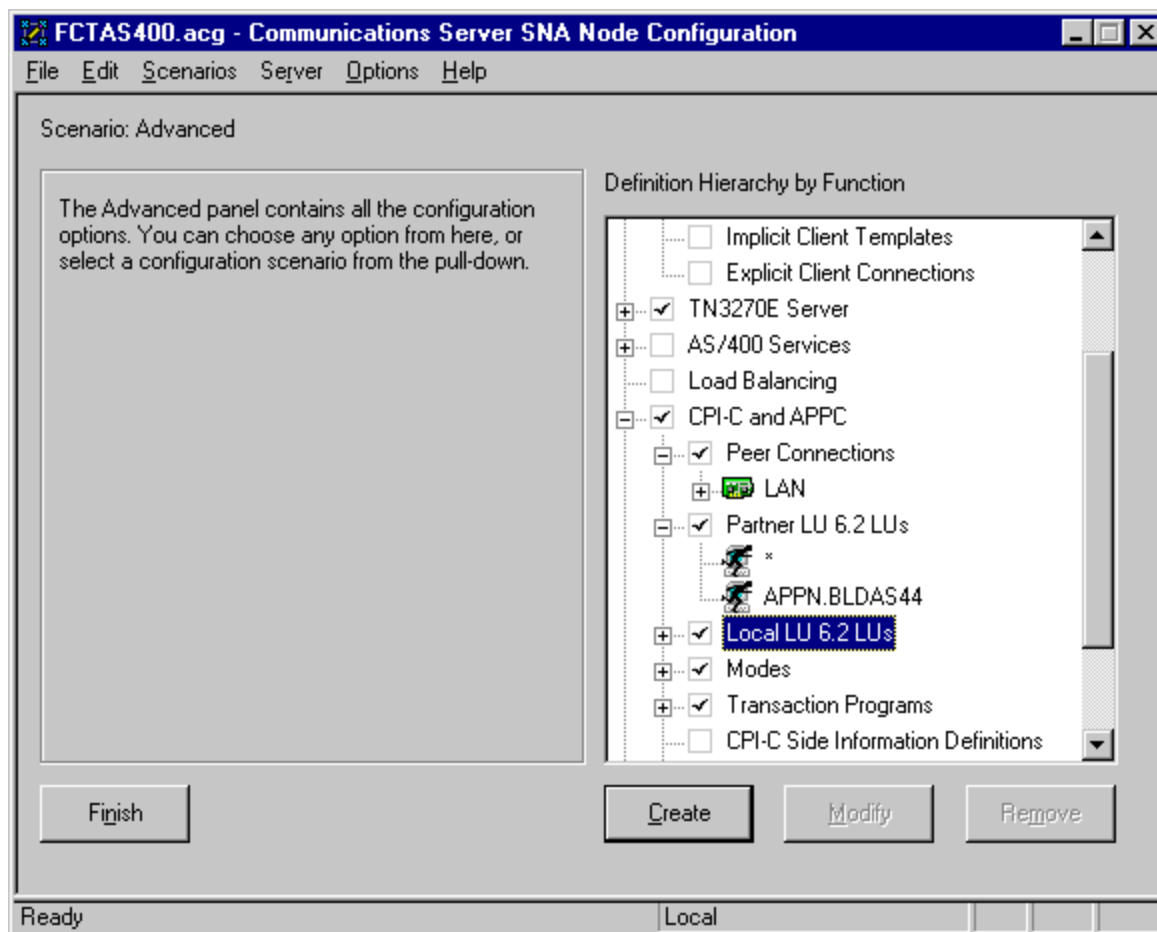 FCTAS400.acg - Communications Server SNA Node Configuration
File Edit Scenarios Server Options Help
Scenario: Advanced
The Advanced panel contains all the configuration
options. You can choose any option from here, or
select a configuration scenario from the pull-down.
Definition Hierarchy by Function
Implicit Client Templates
Explicit Client Connections
TN3270E Server
AS/400 Services
Load Balancing
CPI-C and APPC
Peer Connections
LAN
Partner LU 6.2 LUs
*
APPN.BLDAS44
Local LU 6.2 LUs
Modes
Transaction Programs
CPI-C Side Information Definitions
Finish
Create
Modify
Remove
Ready
Local